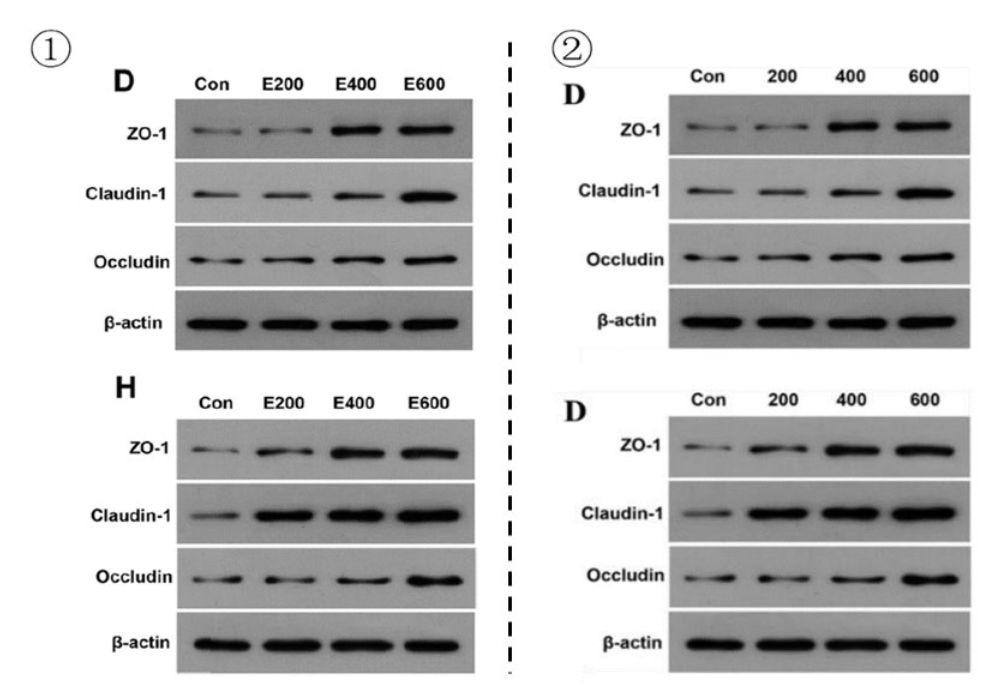 ①
D Con E200 E400 E600
ZO-1
Claudin-1
Occludin
β-actin
H Con E200 E400 E600
ZO-1
Claudin-1
Occludin
β-actin
②
D Con 200 400 600
ZO-1
Claudin-1
Occludin
β-actin
D Con 200 400 600
ZO-1
Claudin-1
Occludin
β-actin